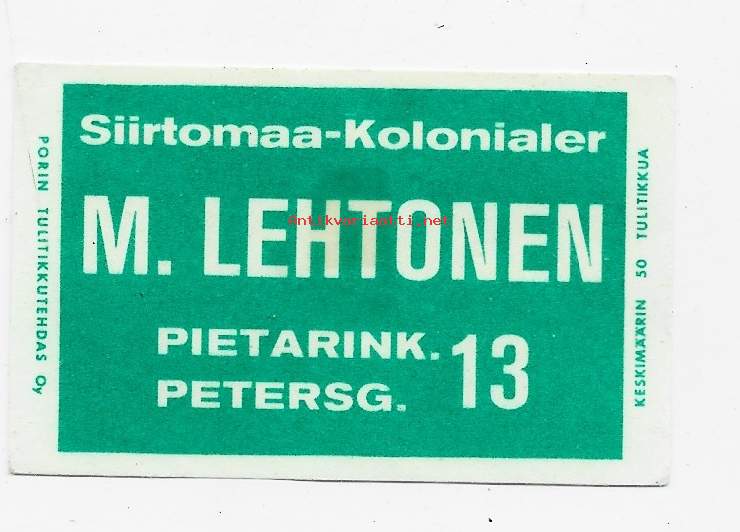 Siirtomaa-Kolonialer
M. LEHTONEN
Antikvariaatti.net
PIETARINK. 13
PETERSG.
PORIN TULITIKKUTEHDAS Oy
KESKIMÄÄRIN 50 TULITIKKUA